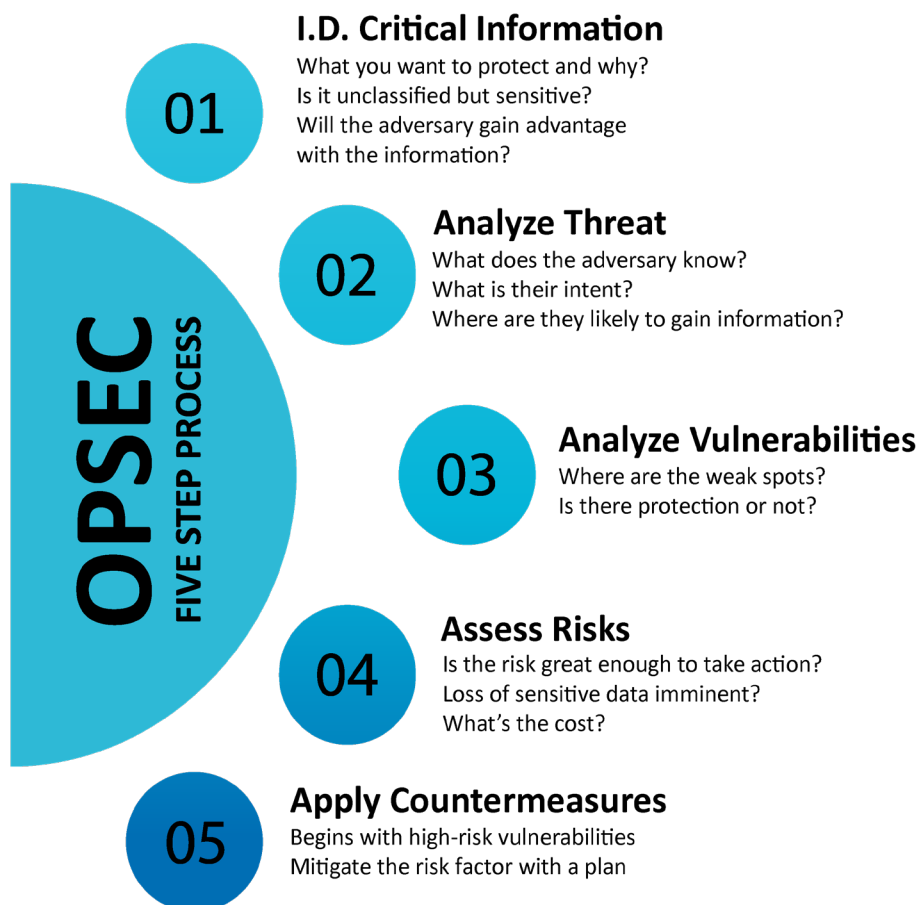 OPSEC
FIVE STEP PROCESS
01
I.D. Critical Information
What you want to protect and why?
Is it unclassified but sensitive?
Will the adversary gain advantage
with the information?
02
Analyze Threat
What does the adversary know?
What is their intent?
Where are they likely to gain information?
03
Analyze Vulnerabilities
Where are the weak spots?
Is there protection or not?
04
Assess Risks
Is the risk great enough to take action?
Loss of sensitive data imminent?
What’s the cost?
05
Apply Countermeasures
Begins with high-risk vulnerabilities
Mitigate the risk factor with a plan